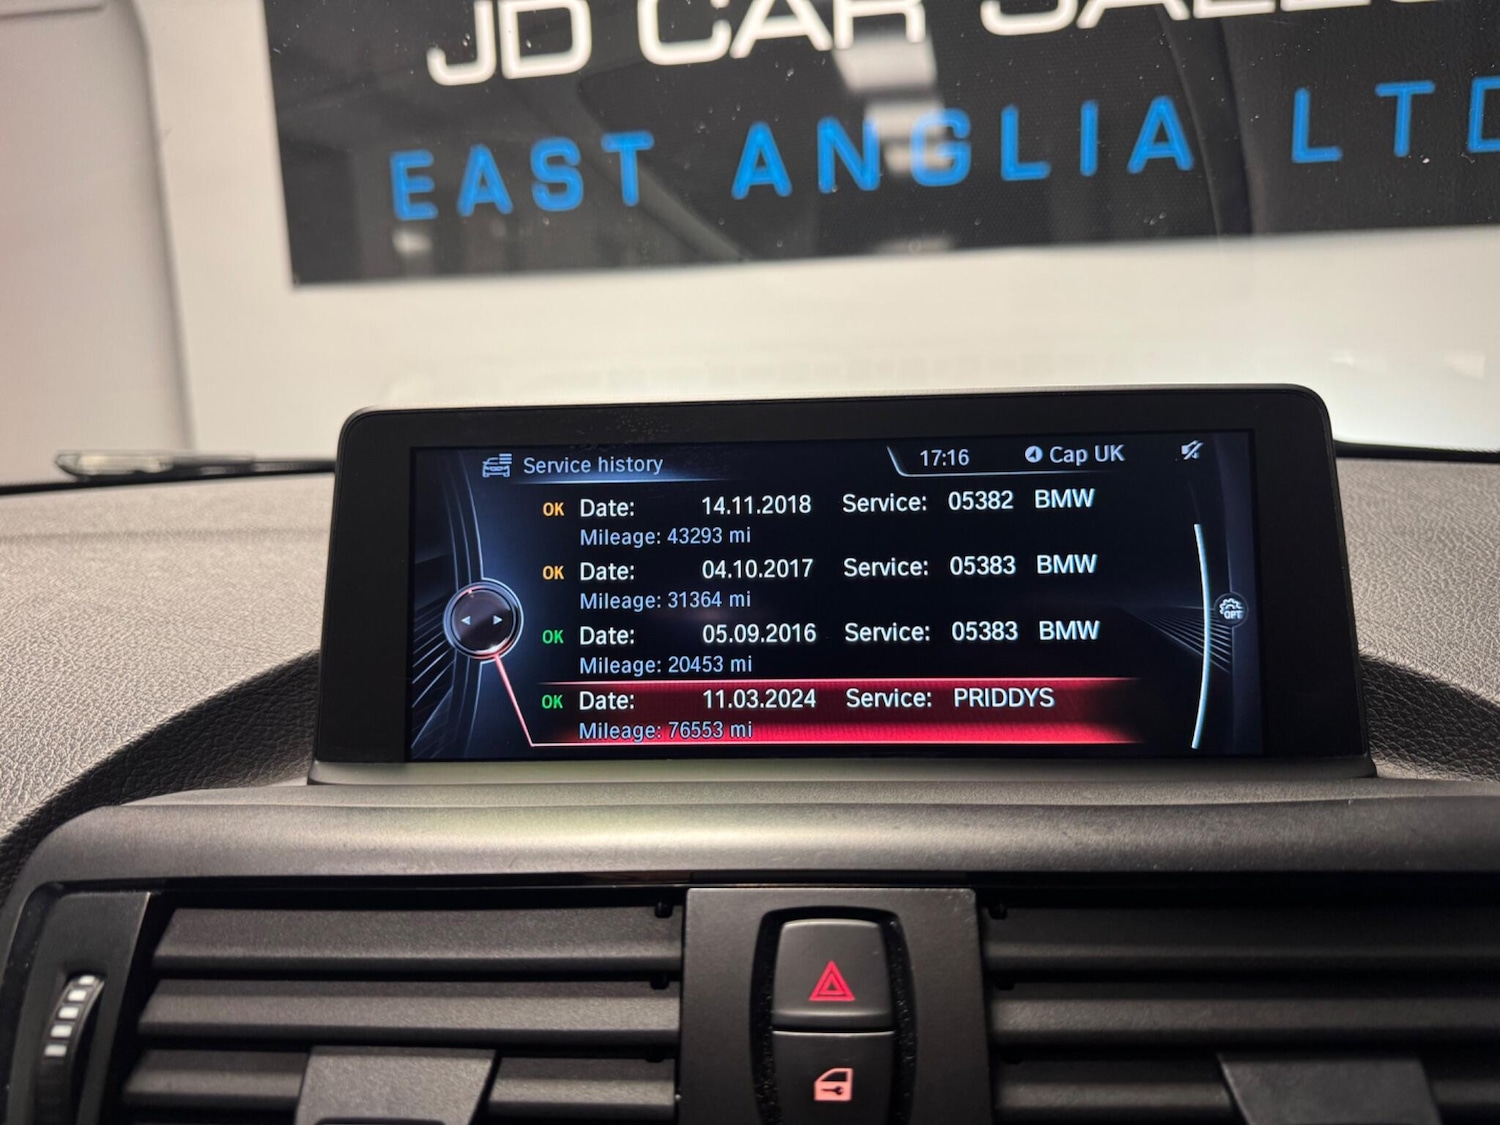 JD CAR SALES
EAST ANGLIA LTD
Service history 17:16 Cap UK
OK Date: 14.11.2018 Service: 05382 BMW
Mileage: 43293 mi
OK Date: 04.10.2017 Service: 05383 BMW
Mileage: 31364 mi
OK Date: 05.09.2016 Service: 05383 BMW
Mileage: 20453 mi
OK Date: 11.03.2024 Service: PRIDDYS
Mileage: 76553 mi
OPT